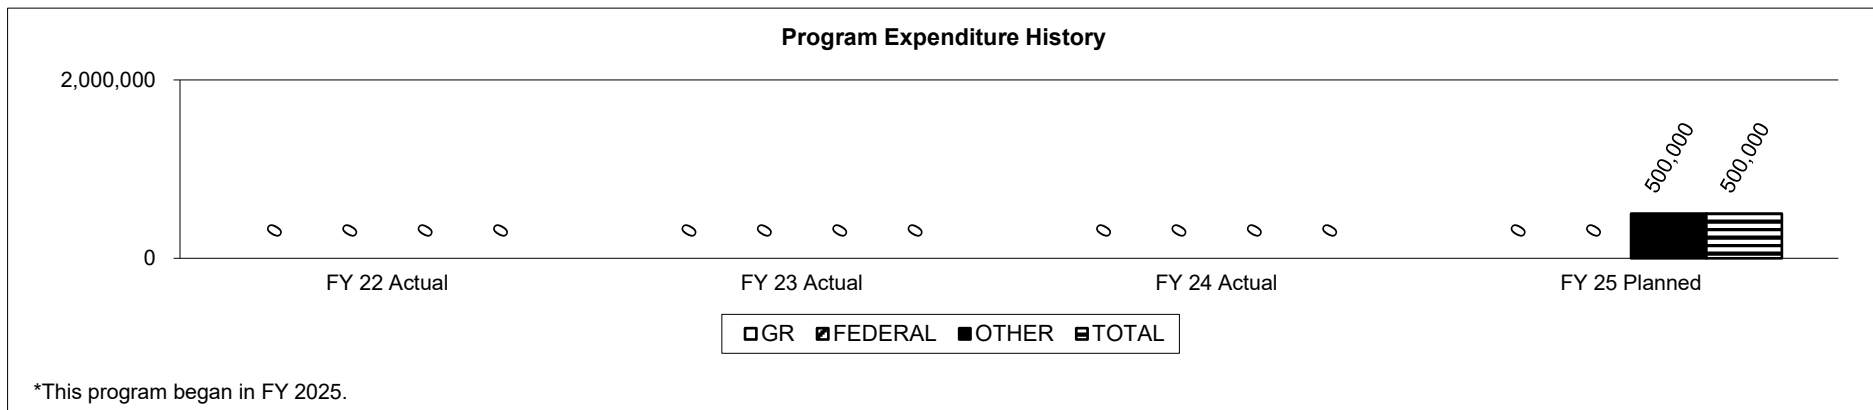 Program Expenditure History
2,000,000
0
0 0 0 0 0 0 0 0 0 0 0 0 0 0 500,000 500,000
FY 22 Actual FY 23 Actual FY 24 Actual FY 25 Planned
GR FEDERAL OTHER TOTAL
*This program began in FY 2025.